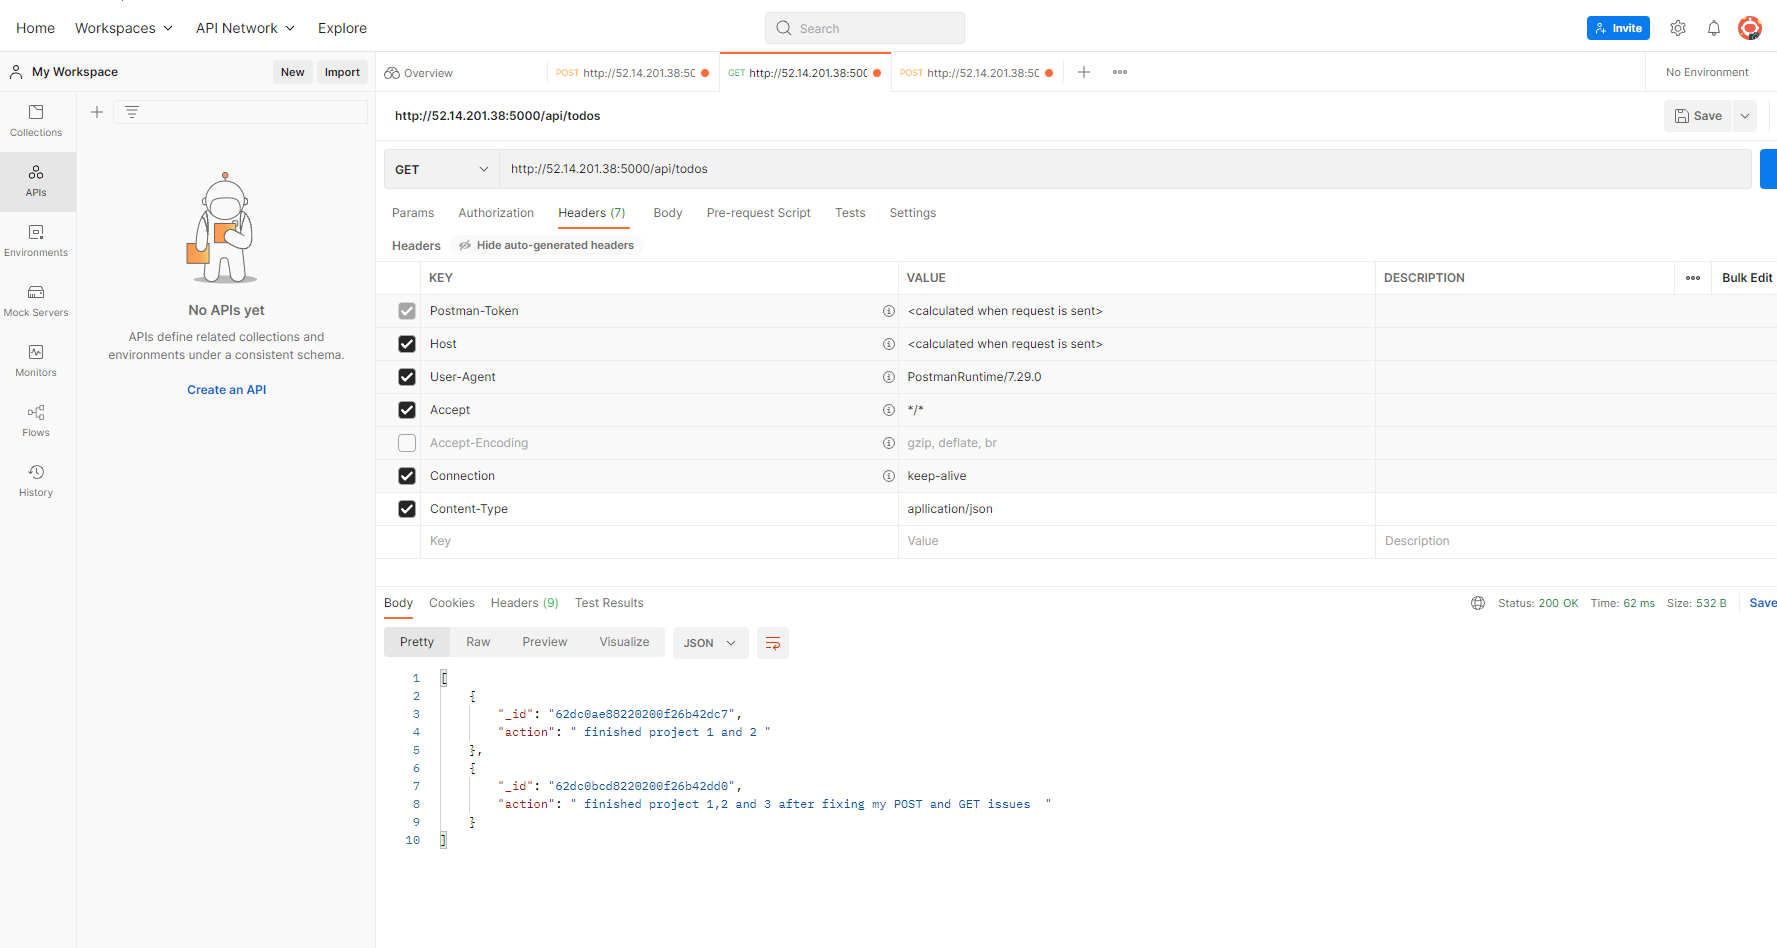 Home Workspaces API Network Explore Search Invite
My Workspace New Import
Overview POST http://52.14.201.38:50 GET http://52.14.201.38:500 POST http://52.14.201.38:50 No Environment
Collections
APIs
Environments
Mock Servers
Monitors
Flows
History
No APIs yet
APIs define related collections and
environments under a consistent schema.
Create an API
http://52.14.201.38:5000/api/todos Save
GET http://52.14.201.38:5000/api/todos
Params Authorization Headers (7) Body Pre-request Script Tests Settings
Headers Hide auto-generated headers
KEY VALUE DESCRIPTION Bulk Edit
Postman-Token <calculated when request is sent>
Host <calculated when request is sent>
User-Agent PostmanRuntime/7.29.0
Accept */*
Accept-Encoding gzip, deflate, br
Connection keep-alive
Content-Type apllication/json
Key Value Description
Body Cookies Headers (9) Test Results Status: 200 OK Time: 62 ms Size: 532 B Save
Pretty Raw Preview Visualize JSON
1 [
2 {
3 "_id": "62dc0ae88220200f26b42dc7",
4 "action": " finished project 1 and 2 "
5 },
6 {
7 "_id": "62dc0bcd8220200f26b42dd0",
8 "action": " finished project 1,2 and 3 after fixing my POST and GET issues  "
9 }
10 ]